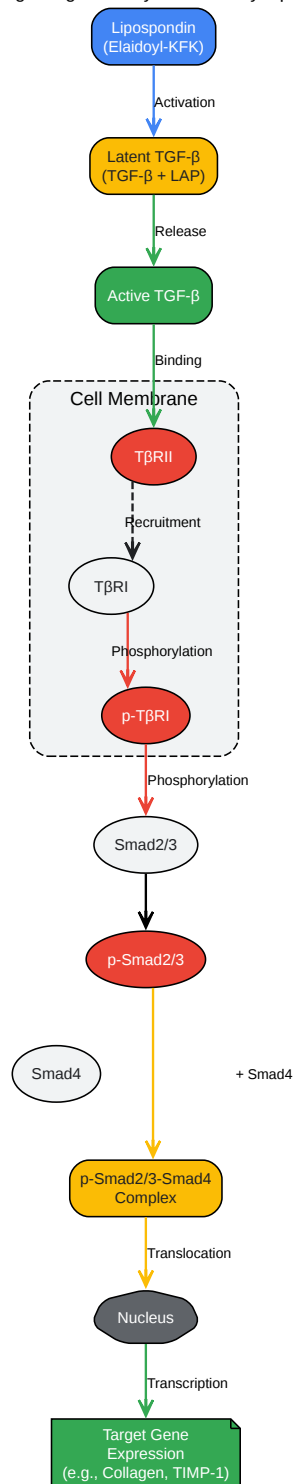 Lipospondin
(Elaidoyl-KFK)
Activation
Latent TGF-β
(TGF-β + LAP)
Release
Active TGF-β
Binding
Cell Membrane
TβRII
Recruitment
TβRI
Phosphorylation
p-TβRI
Phosphorylation
Smad2/3
p-Smad2/3
Smad4
+ Smad4
p-Smad2/3-Smad4
Complex
Translocation
Nucleus
Transcription
Target Gene
Expression
(e.g., Collagen, TIMP-1)